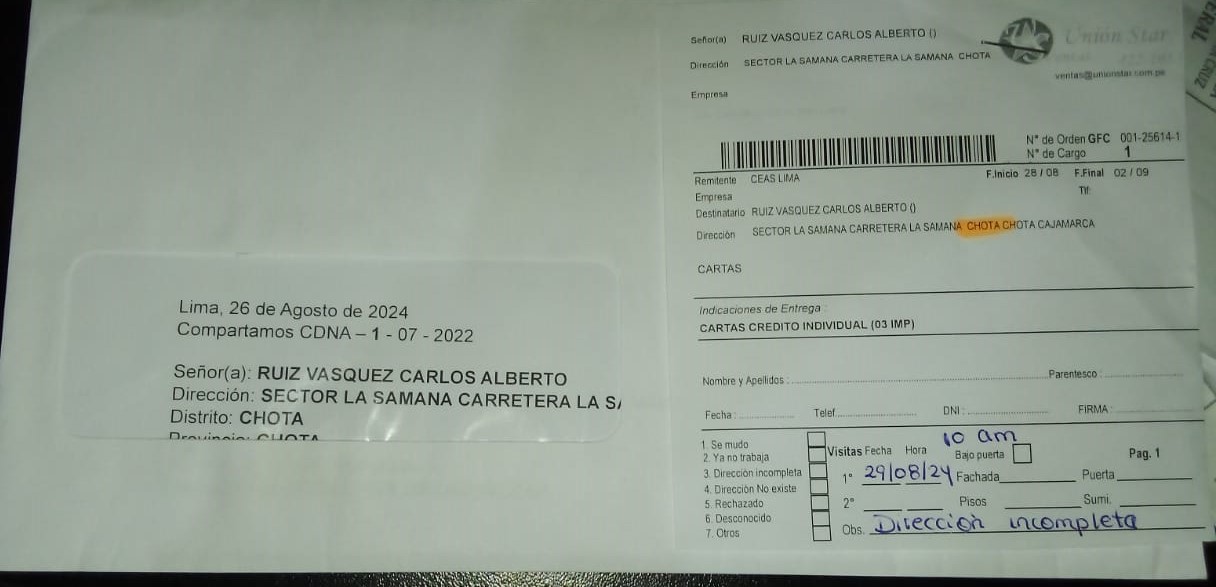 Lima, 26 de Agosto de 2024
Compartamos CDNA – 1 - 07 - 2022
Señor(a): RUIZ VASQUEZ CARLOS ALBERTO
Dirección: SECTOR LA SAMANA CARRETERA LA SA
Distrito: CHOTA
Provincia: CHOTA
Señor(a) RUIZ VASQUEZ CARLOS ALBERTO ()
Dirección SECTOR LA SAMANA CARRETERA LA SAMANA CHOTA
Empresa
Unión Star
ventas@unionstar.com.pe
N° de Orden GFC 001-25614-1
N° de Cargo 1
Remitente CEAS LIMA F.Inicio 28 / 08 F.Final 02 / 09
Empresa Tlf:
Destinatario RUIZ VASQUEZ CARLOS ALBERTO ()
Dirección SECTOR LA SAMANA CARRETERA LA SAMANA CHOTA CHOTA CAJAMARCA
CARTAS
Indicaciones de Entrega :
CARTAS CREDITO INDIVIDUAL (03 IMP)
Nombre y Apellidos : Parentesco :
Fecha : Telef. DNI : FIRMA :
1. Se mudo
2. Ya no trabaja
3. Dirección incompleta
4. Dirección No existe
5. Rechazado
6. Desconocido
7. Otros
10 am
Visitas Fecha Hora Bajo puerta Pag. 1
1° 29/08/24 Fachada Puerta
2° Pisos Sumi.
Obs. Dirección incompleta
CRUZ